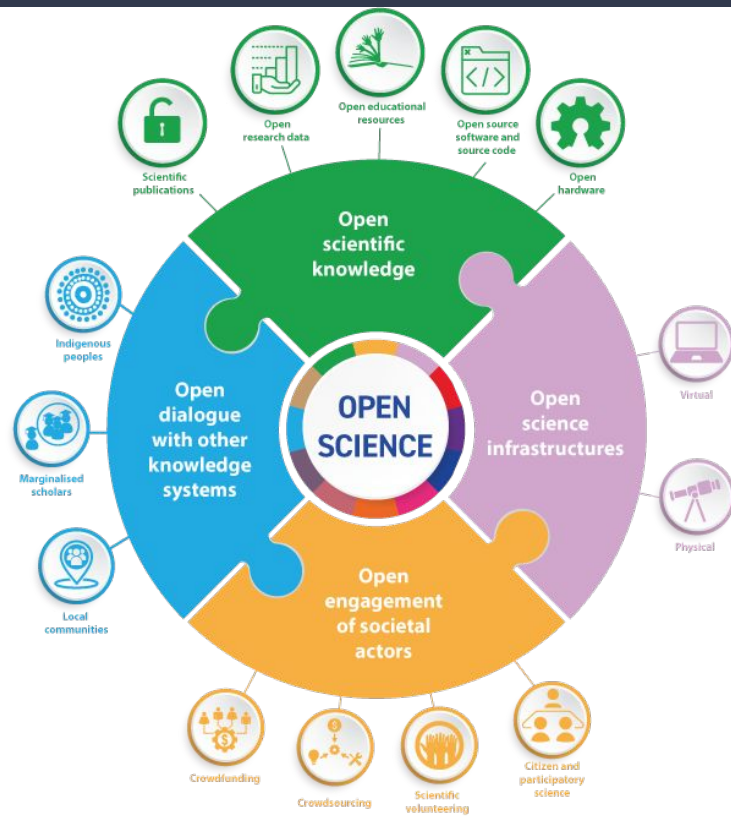 Open educational
resources
Open
research data
Open source
software and
source code
Scientific
publications
Open
hardware
</>
Open
scientific
knowledge
Indigenous
peoples
Marginalised
scholars
Local
communities
Open
dialogue
with other
knowledge
systems
OPEN
SCIENCE
Open
science
infrastructures
Virtual
Physical
Open
engagement
of societal
actors
$
Crowdfunding
$
Crowdsourcing
Scientific
volunteering
Citizen and
participatory
science